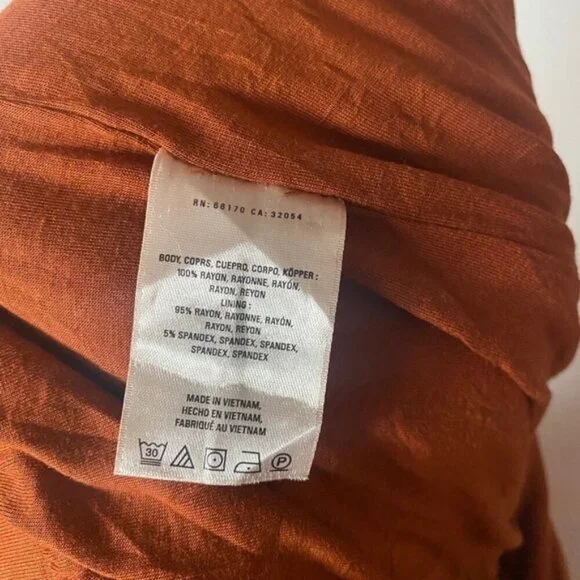 RN: 68170 CA: 32054
BODY, COPRS, CUEPRO, CORPO, KÖPPER :
100% RAYON, RAYONNE, RAYÓN,
RAYON, REYON
LINING :
95% RAYON, RAYONNE, RAYÓN,
RAYON, REYON
5% SPANDEX, SPANDEX, SPANDEX,
SPANDEX, SPANDEX
MADE IN VIETNAM,
HECHO EN VIETNAM,
FABRIQUÉ AU VIETNAM
30 P